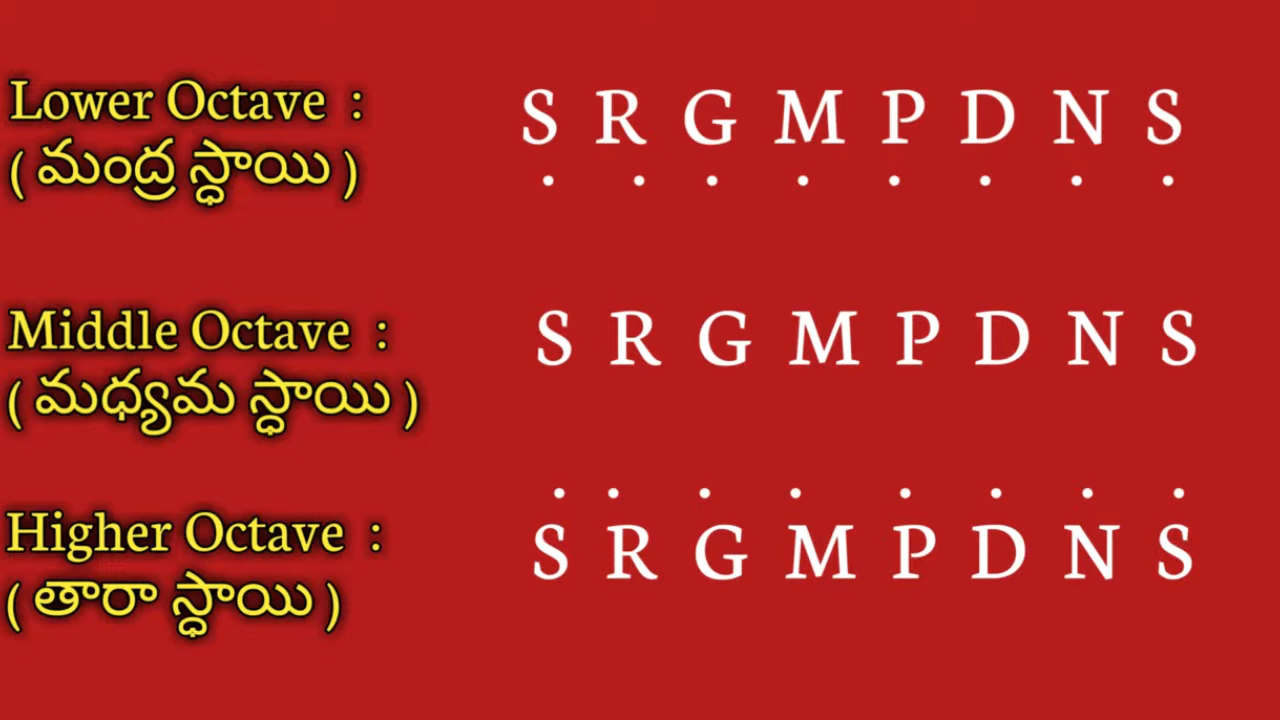 Lower Octave :
( మంద్ర స్థాయి )
Ṣ Ṛ G̣ Ṃ P̣ Ḍ Ṇ Ṣ
Middle Octave :
( మధ్యమ స్థాయి )
S R G M P D N S
Higher Octave :
( తారా స్థాయి )
Ṡ Ṙ Ġ Ṁ Ṗ Ḋ Ṅ Ṡ